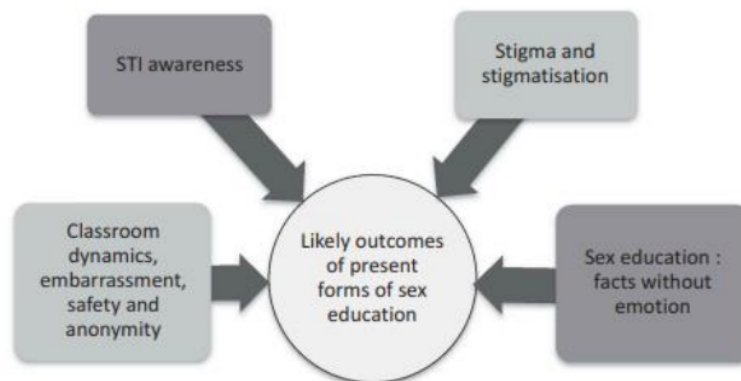 STI awareness
Stigma and
stigmatisation
Classroom
dynamics,
embarrassment,
safety and
anonymity
Likely outcomes
of present
forms of sex
education
Sex education :
facts without
emotion